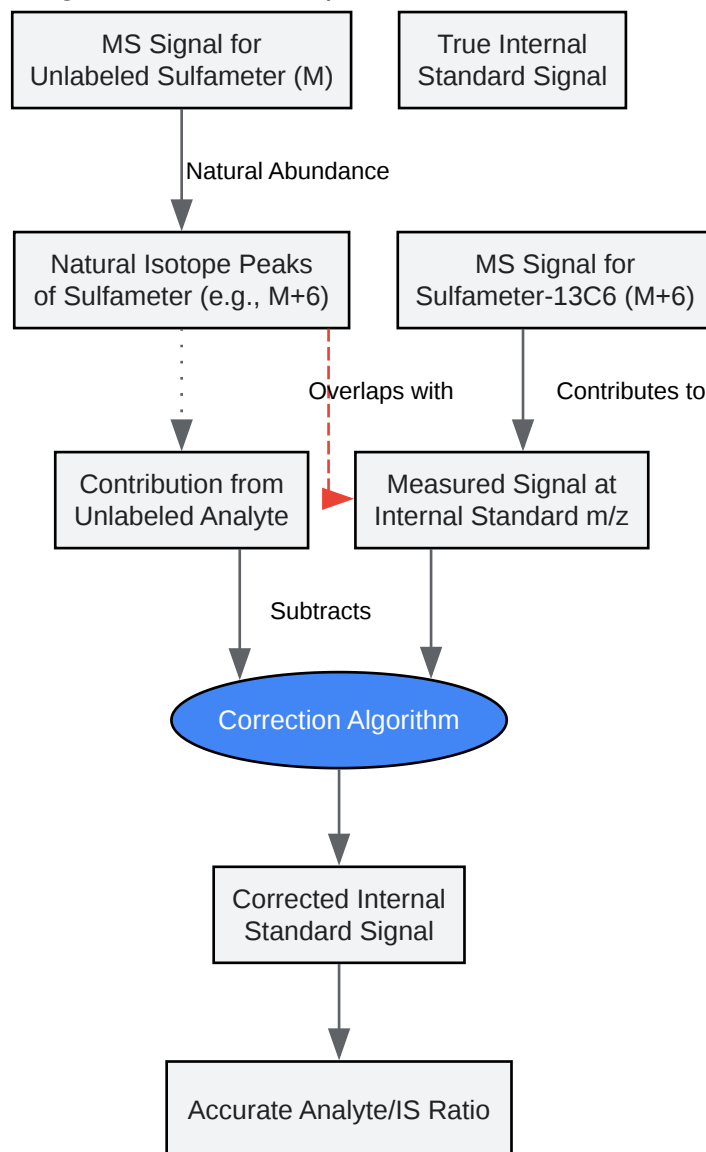 MS Signal for
Unlabeled Sulfameter (M)
True Internal
Standard Signal
Natural Abundance
Natural Isotope Peaks
of Sulfameter (e.g., M+6)
MS Signal for
Sulfameter-13C6 (M+6)
Overlaps with
Contributes to
Contribution from
Unlabeled Analyte
Measured Signal at
Internal Standard m/z
Subtracts
Correction Algorithm
Corrected Internal
Standard Signal
Accurate Analyte/IS Ratio